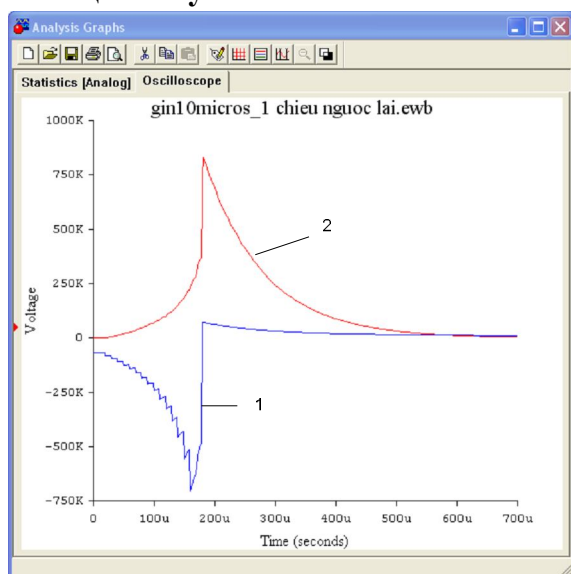 Analysis Graphs
Statistics [Analog] Oscilloscope
gin10micros_1 chieu nguoc lai.ewb
1000K
750K
500K
250K
0
-250K
-500K
-750K
Voltage
2
1
0 100u 200u 300u 400u 500u 600u 700u
Time (seconds)